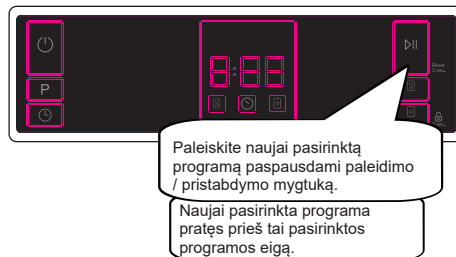 8:88
P
Reset
3 sec.
Paleiskite naujai pasirinktą
programą paspausdami paleidimo
/ pristabdymo mygtuką.
Naujai pasirinkta programa
pratęs prieš tai pasirinktos
programos eigą.